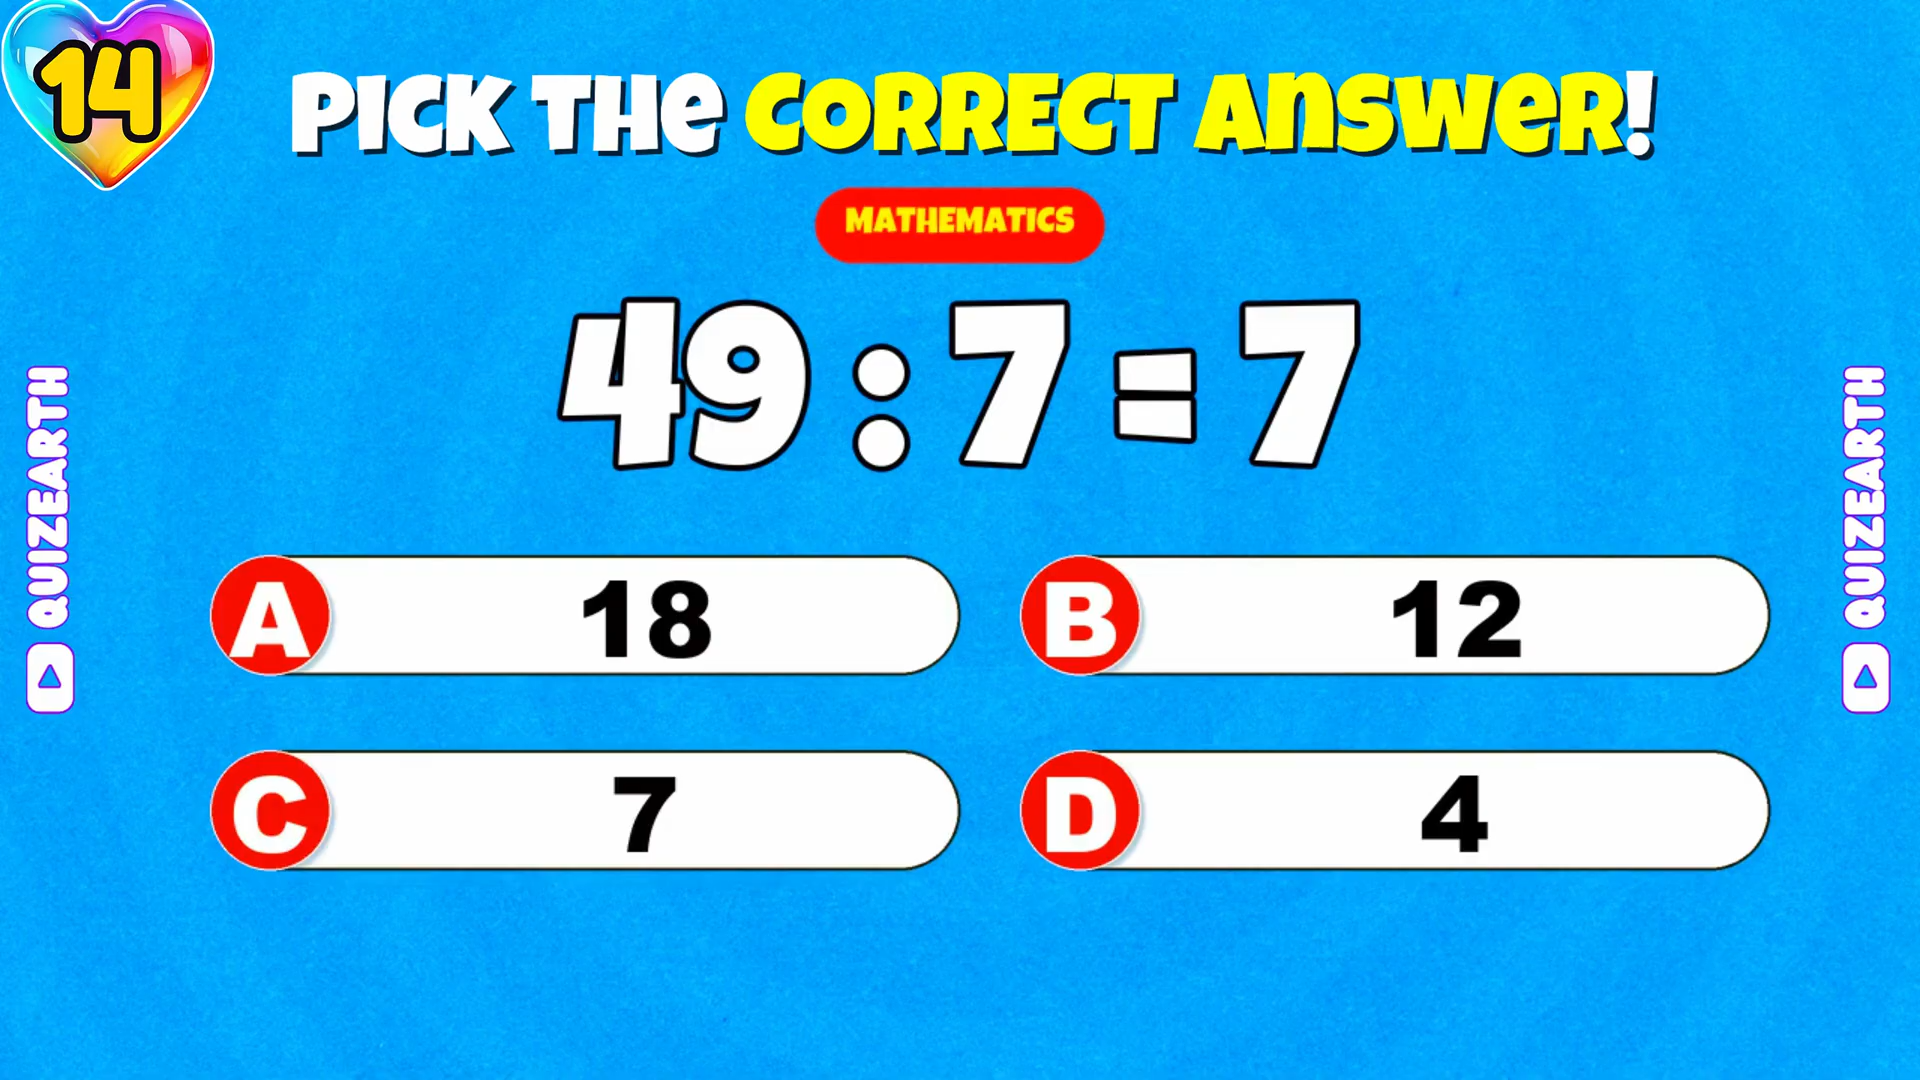 14
PICK THE CORRECT ANSWER!
MATHEMATICS
49 : 7 = 7
A 18
B 12
C 7
D 4
QUIZEARTH
QUIZEARTH